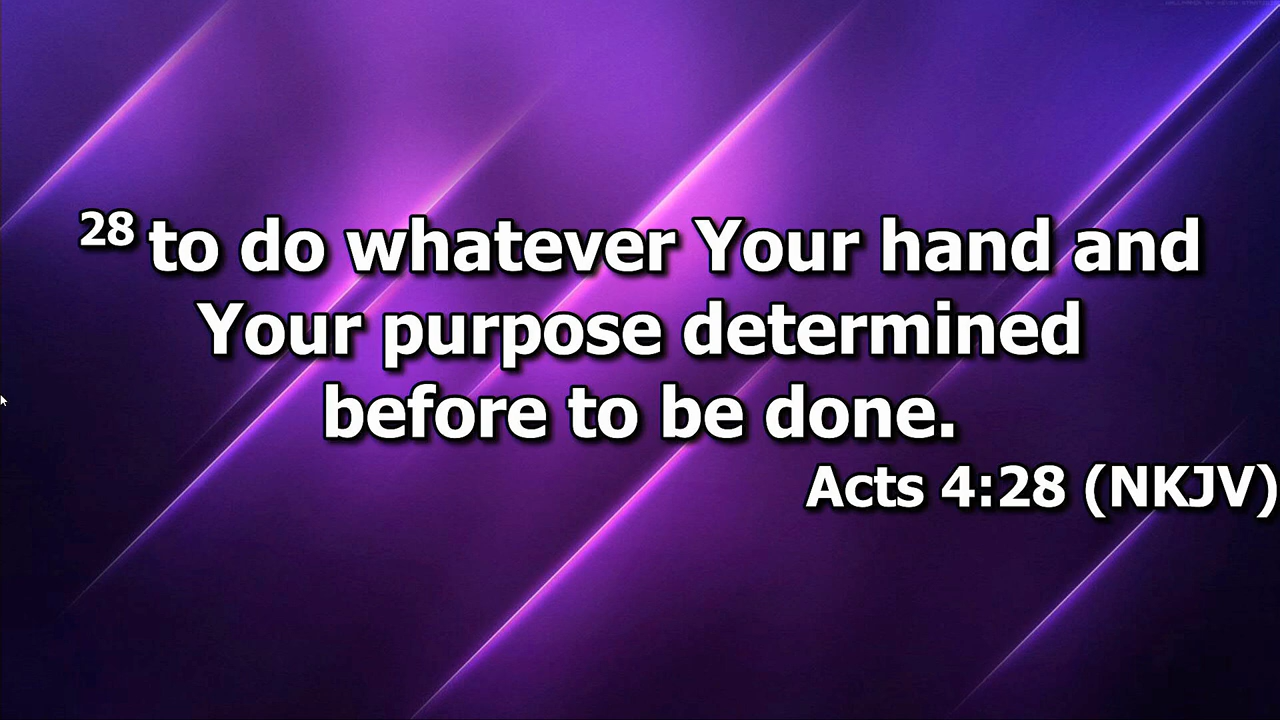 28 to do whatever Your hand and
Your purpose determined
before to be done.
Acts 4:28 (NKJV)